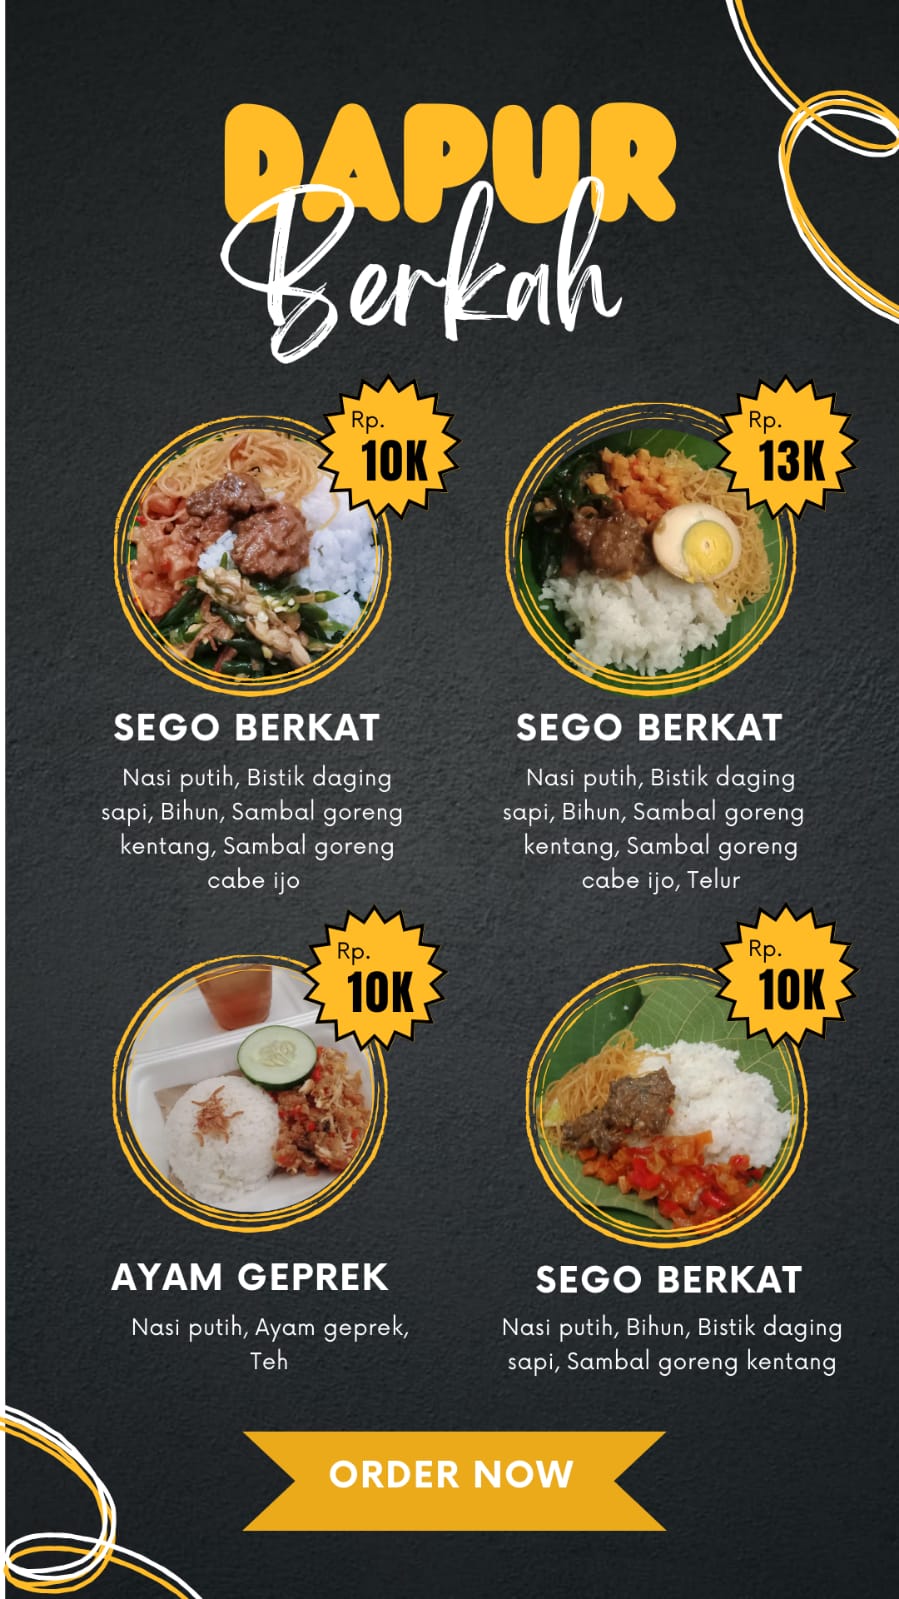 DAPUR
Berkah
Rp.
10K
SEGO BERKAT
Nasi putih, Bistik daging
sapi, Bihun, Sambal goreng
kentang, Sambal goreng
cabe ijo
Rp.
13K
SEGO BERKAT
Nasi putih, Bistik daging
sapi, Bihun, Sambal goreng
kentang, Sambal goreng
cabe ijo, Telur
Rp.
10K
AYAM GEPREK
Nasi putih, Ayam geprek,
Teh
Rp.
10K
SEGO BERKAT
Nasi putih, Bihun, Bistik daging
sapi, Sambal goreng kentang
ORDER NOW